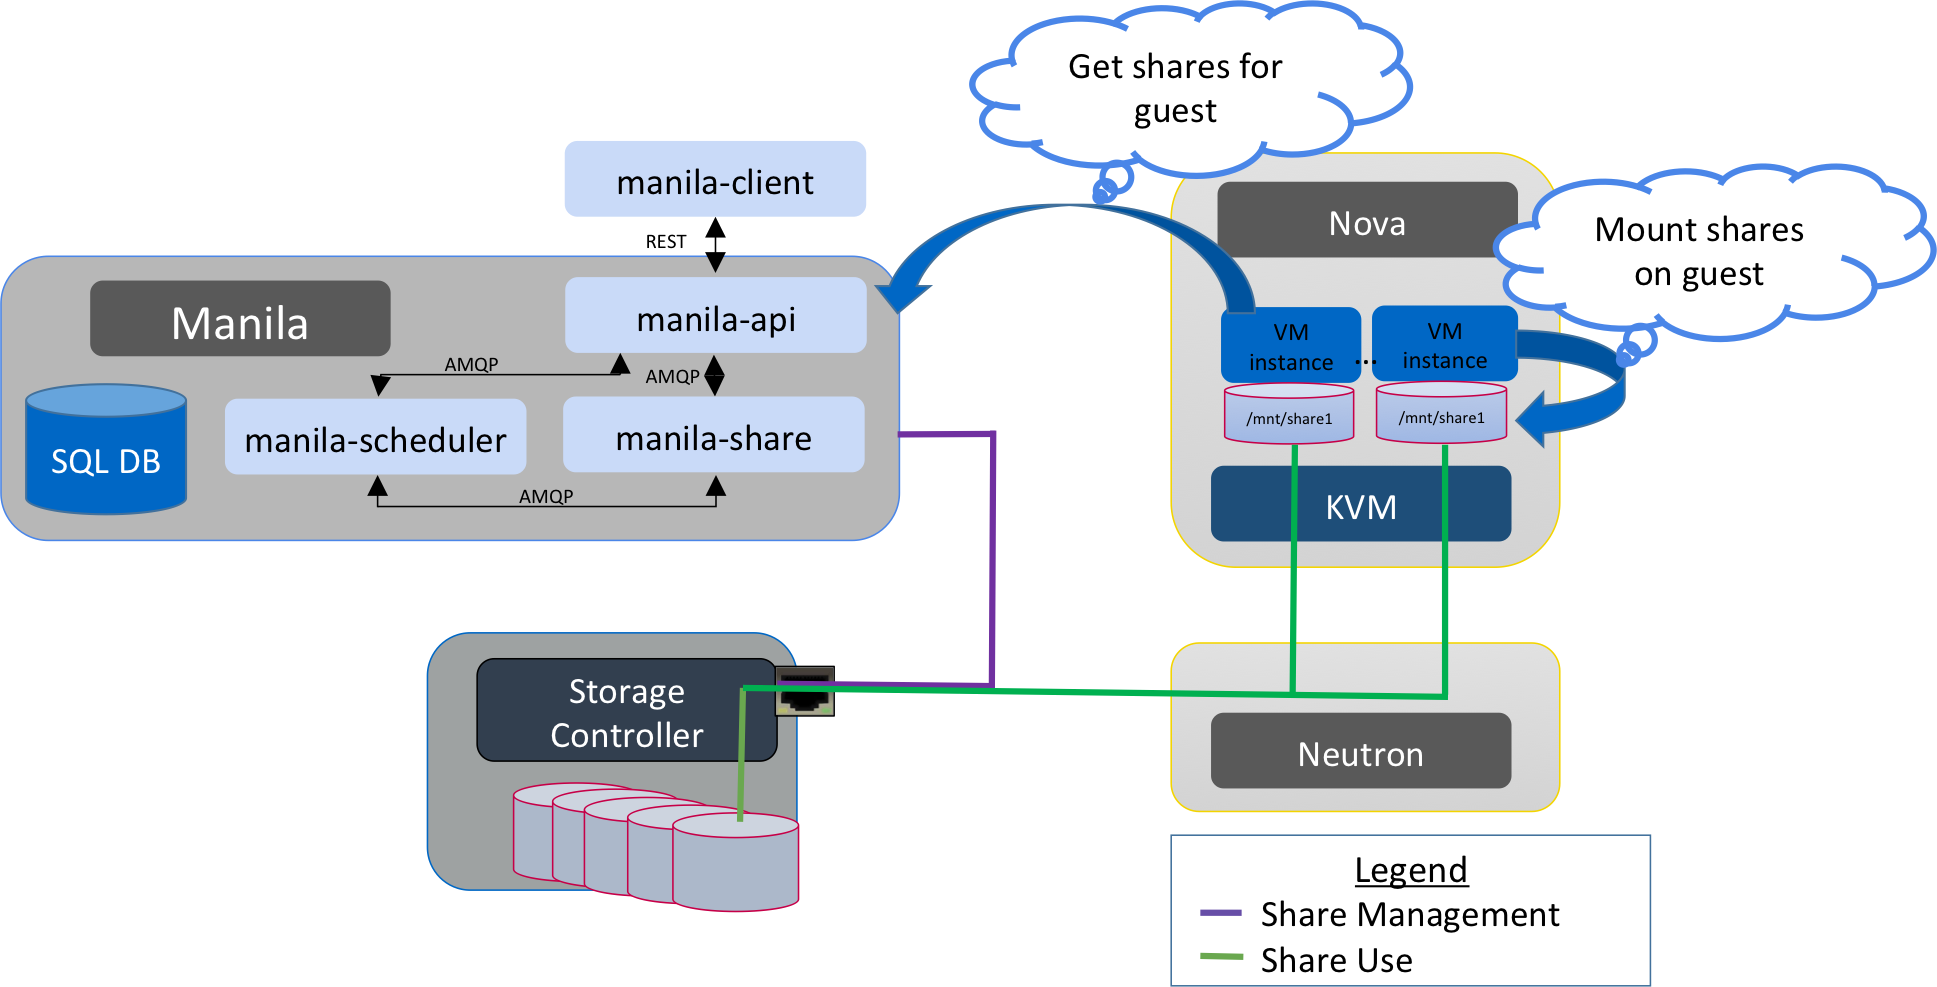 Get shares for
guest
manila-client
REST
Nova
Mount shares
on guest
Manila
manila-api
VM
instance
...
VM
instance
AMQP
AMQP
/mnt/share1
/mnt/share1
SQL DB
manila-scheduler
manila-share
AMQP
KVM
Storage
Controller
Neutron
Legend
Share Management
Share Use